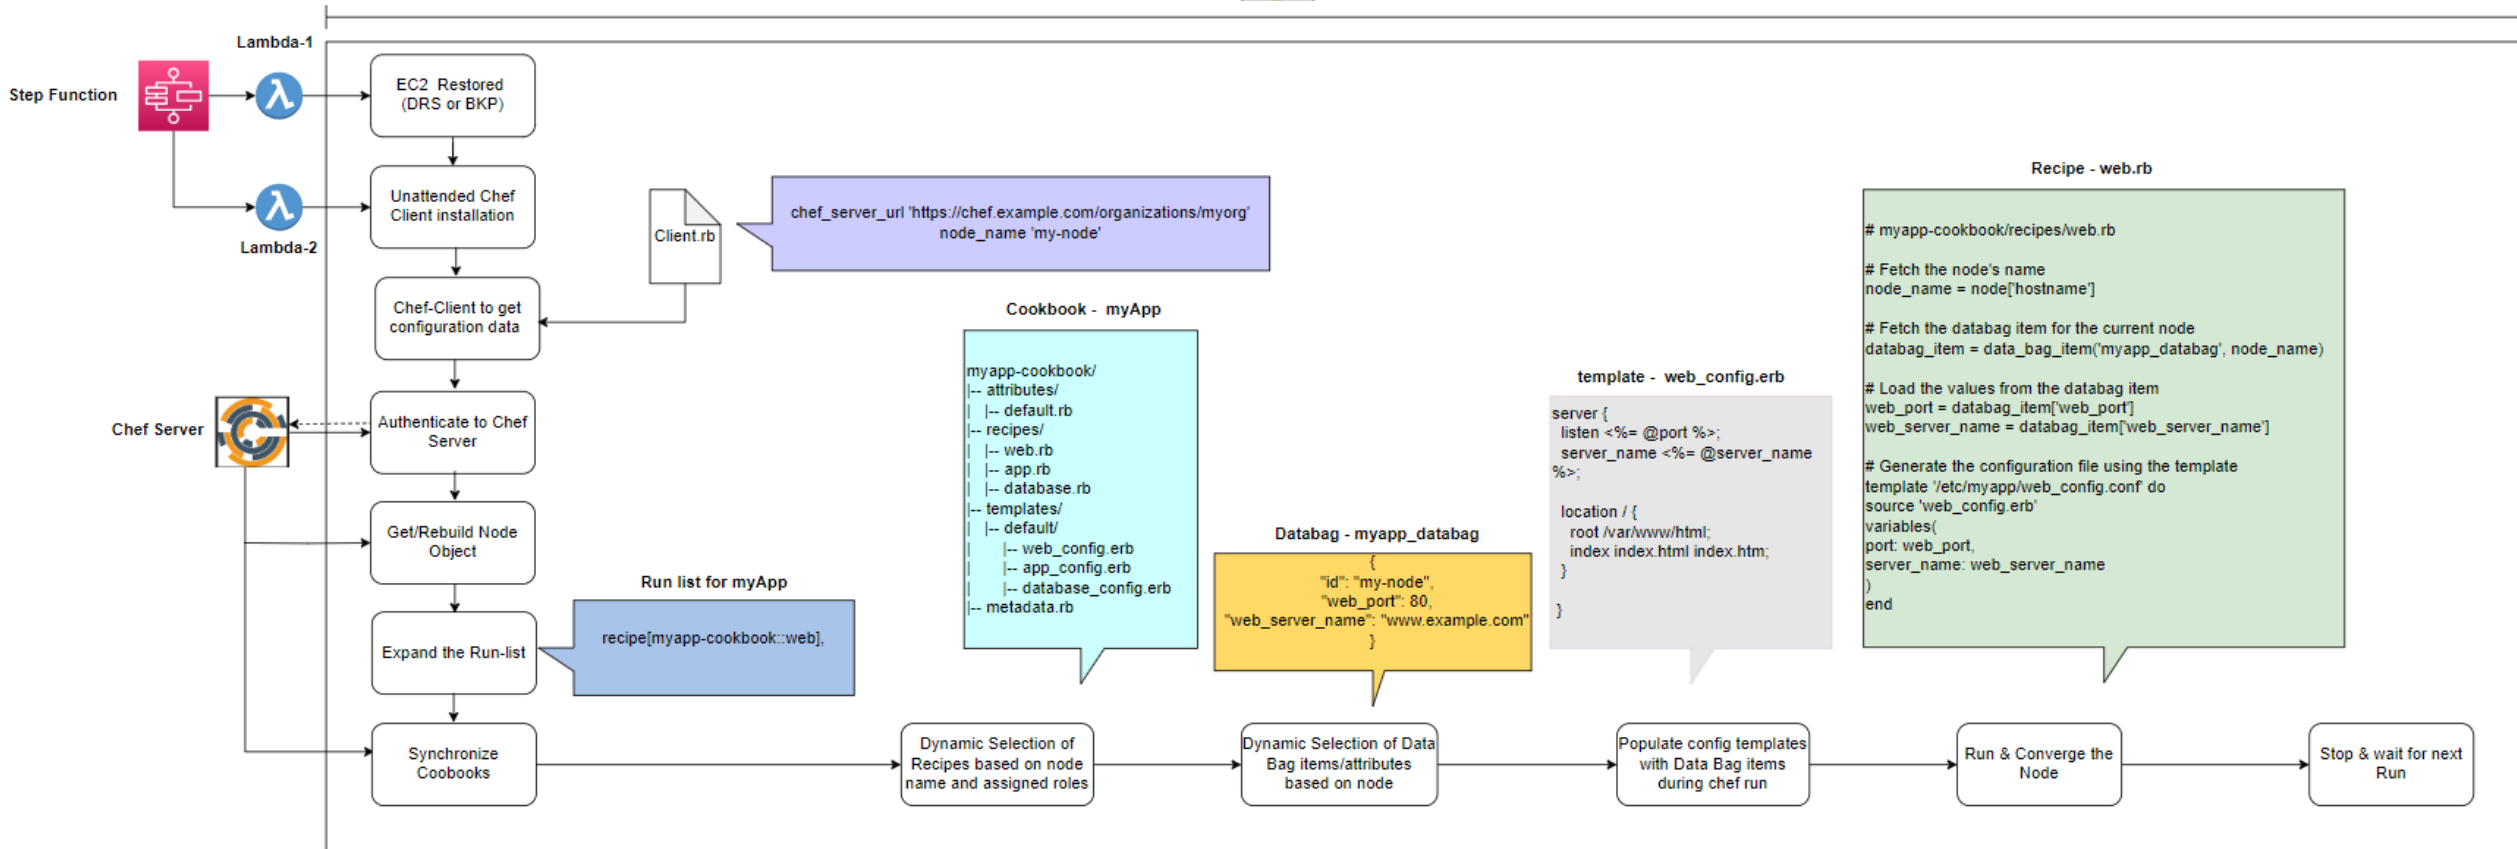 Lambda-1
Step Function
EC2 Restored
(DRS or BKP)
Unattended Chef
Client installation
Lambda-2
Client.rb
chef_server_url 'https://chef.example.com/organizations/myorg'
node_name 'my-node'
Chef-Client to get
configuration data
Chef Server
Authenticate to Chef
Server
Get/Rebuild Node
Object
Run list for myApp
recipe[myapp-cookbook::web],
Expand the Run-list
Synchronize
Coobooks
Cookbook - myApp
myapp-cookbook/
|-- attributes/
| |-- default.rb
|-- recipes/
| |-- web.rb
| |-- app.rb
| |-- database.rb
|-- templates/
| |-- default/
| |-- web_config.erb
| |-- app_config.erb
| |-- database_config.erb
|-- metadata.rb
Databag - myapp_databag
{
"id": "my-node",
"web_port": 80,
"web_server_name": "www.example.com"
}
template - web_config.erb
server {
listen <%= @port %>;
server_name <%= @server_name
%>;
location / {
root /var/www/html;
index index.html index.htm;
}
}
Recipe - web.rb
# myapp-cookbook/recipes/web.rb
# Fetch the node's name
node_name = node['hostname']
# Fetch the databag item for the current node
databag_item = data_bag_item('myapp_databag', node_name)
# Load the values from the databag item
web_port = databag_item['web_port']
web_server_name = databag_item['web_server_name']
# Generate the configuration file using the template
template '/etc/myapp/web_config.conf' do
source 'web_config.erb'
variables(
port: web_port,
server_name: web_server_name
)
end
Dynamic Selection of
Recipes based on node
name and assigned roles
Dynamic Selection of Data
Bag items/attributes
based on node
Populate config templates
with Data Bag items
during chef run
Run & Converge the
Node
Stop & wait for next
Run